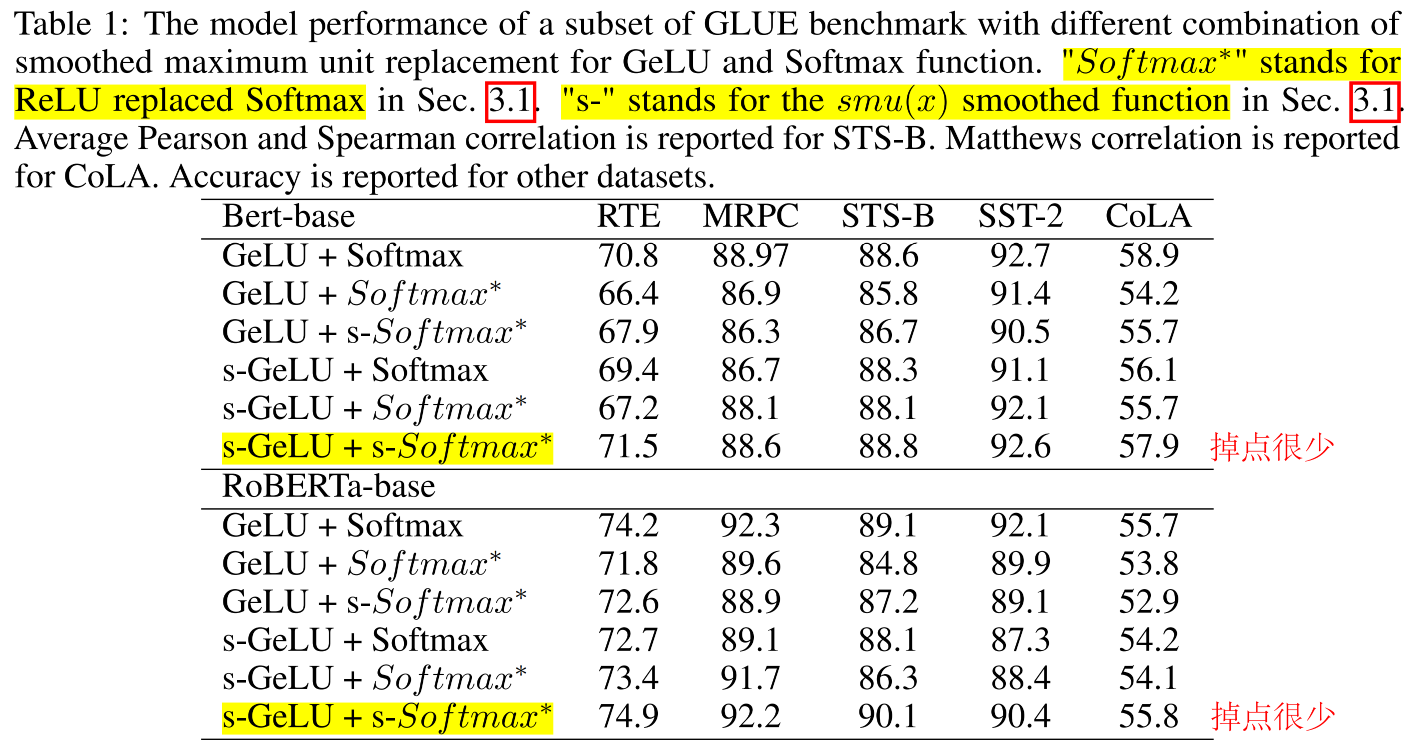 Table 1: The model performance of a subset of GLUE benchmark with different combination of
smoothed maximum unit replacement for GeLU and Softmax function. "Softmax*" stands for
ReLU replaced Softmax in Sec. 3.1. "s-" stands for the smu(x) smoothed function in Sec. 3.1.
Average Pearson and Spearman correlation is reported for STS-B. Matthews correlation is reported
for CoLA. Accuracy is reported for other datasets.
Bert-base RTE MRPC STS-B SST-2 CoLA
GeLU + Softmax 70.8 88.97 88.6 92.7 58.9
GeLU + Softmax* 66.4 86.9 85.8 91.4 54.2
GeLU + s-Softmax* 67.9 86.3 86.7 90.5 55.7
s-GeLU + Softmax 69.4 86.7 88.3 91.1 56.1
s-GeLU + Softmax* 67.2 88.1 88.1 92.1 55.7
s-GeLU + s-Softmax* 71.5 88.6 88.8 92.6 57.9 掉点很少
RoBERTa-base
GeLU + Softmax 74.2 92.3 89.1 92.1 55.7
GeLU + Softmax* 71.8 89.6 84.8 89.9 53.8
GeLU + s-Softmax* 72.6 88.9 87.2 89.1 52.9
s-GeLU + Softmax 72.7 89.1 88.1 87.3 54.2
s-GeLU + Softmax* 73.4 91.7 86.3 88.4 54.1
s-GeLU + s-Softmax* 74.9 92.2 90.1 90.4 55.8 掉点很少